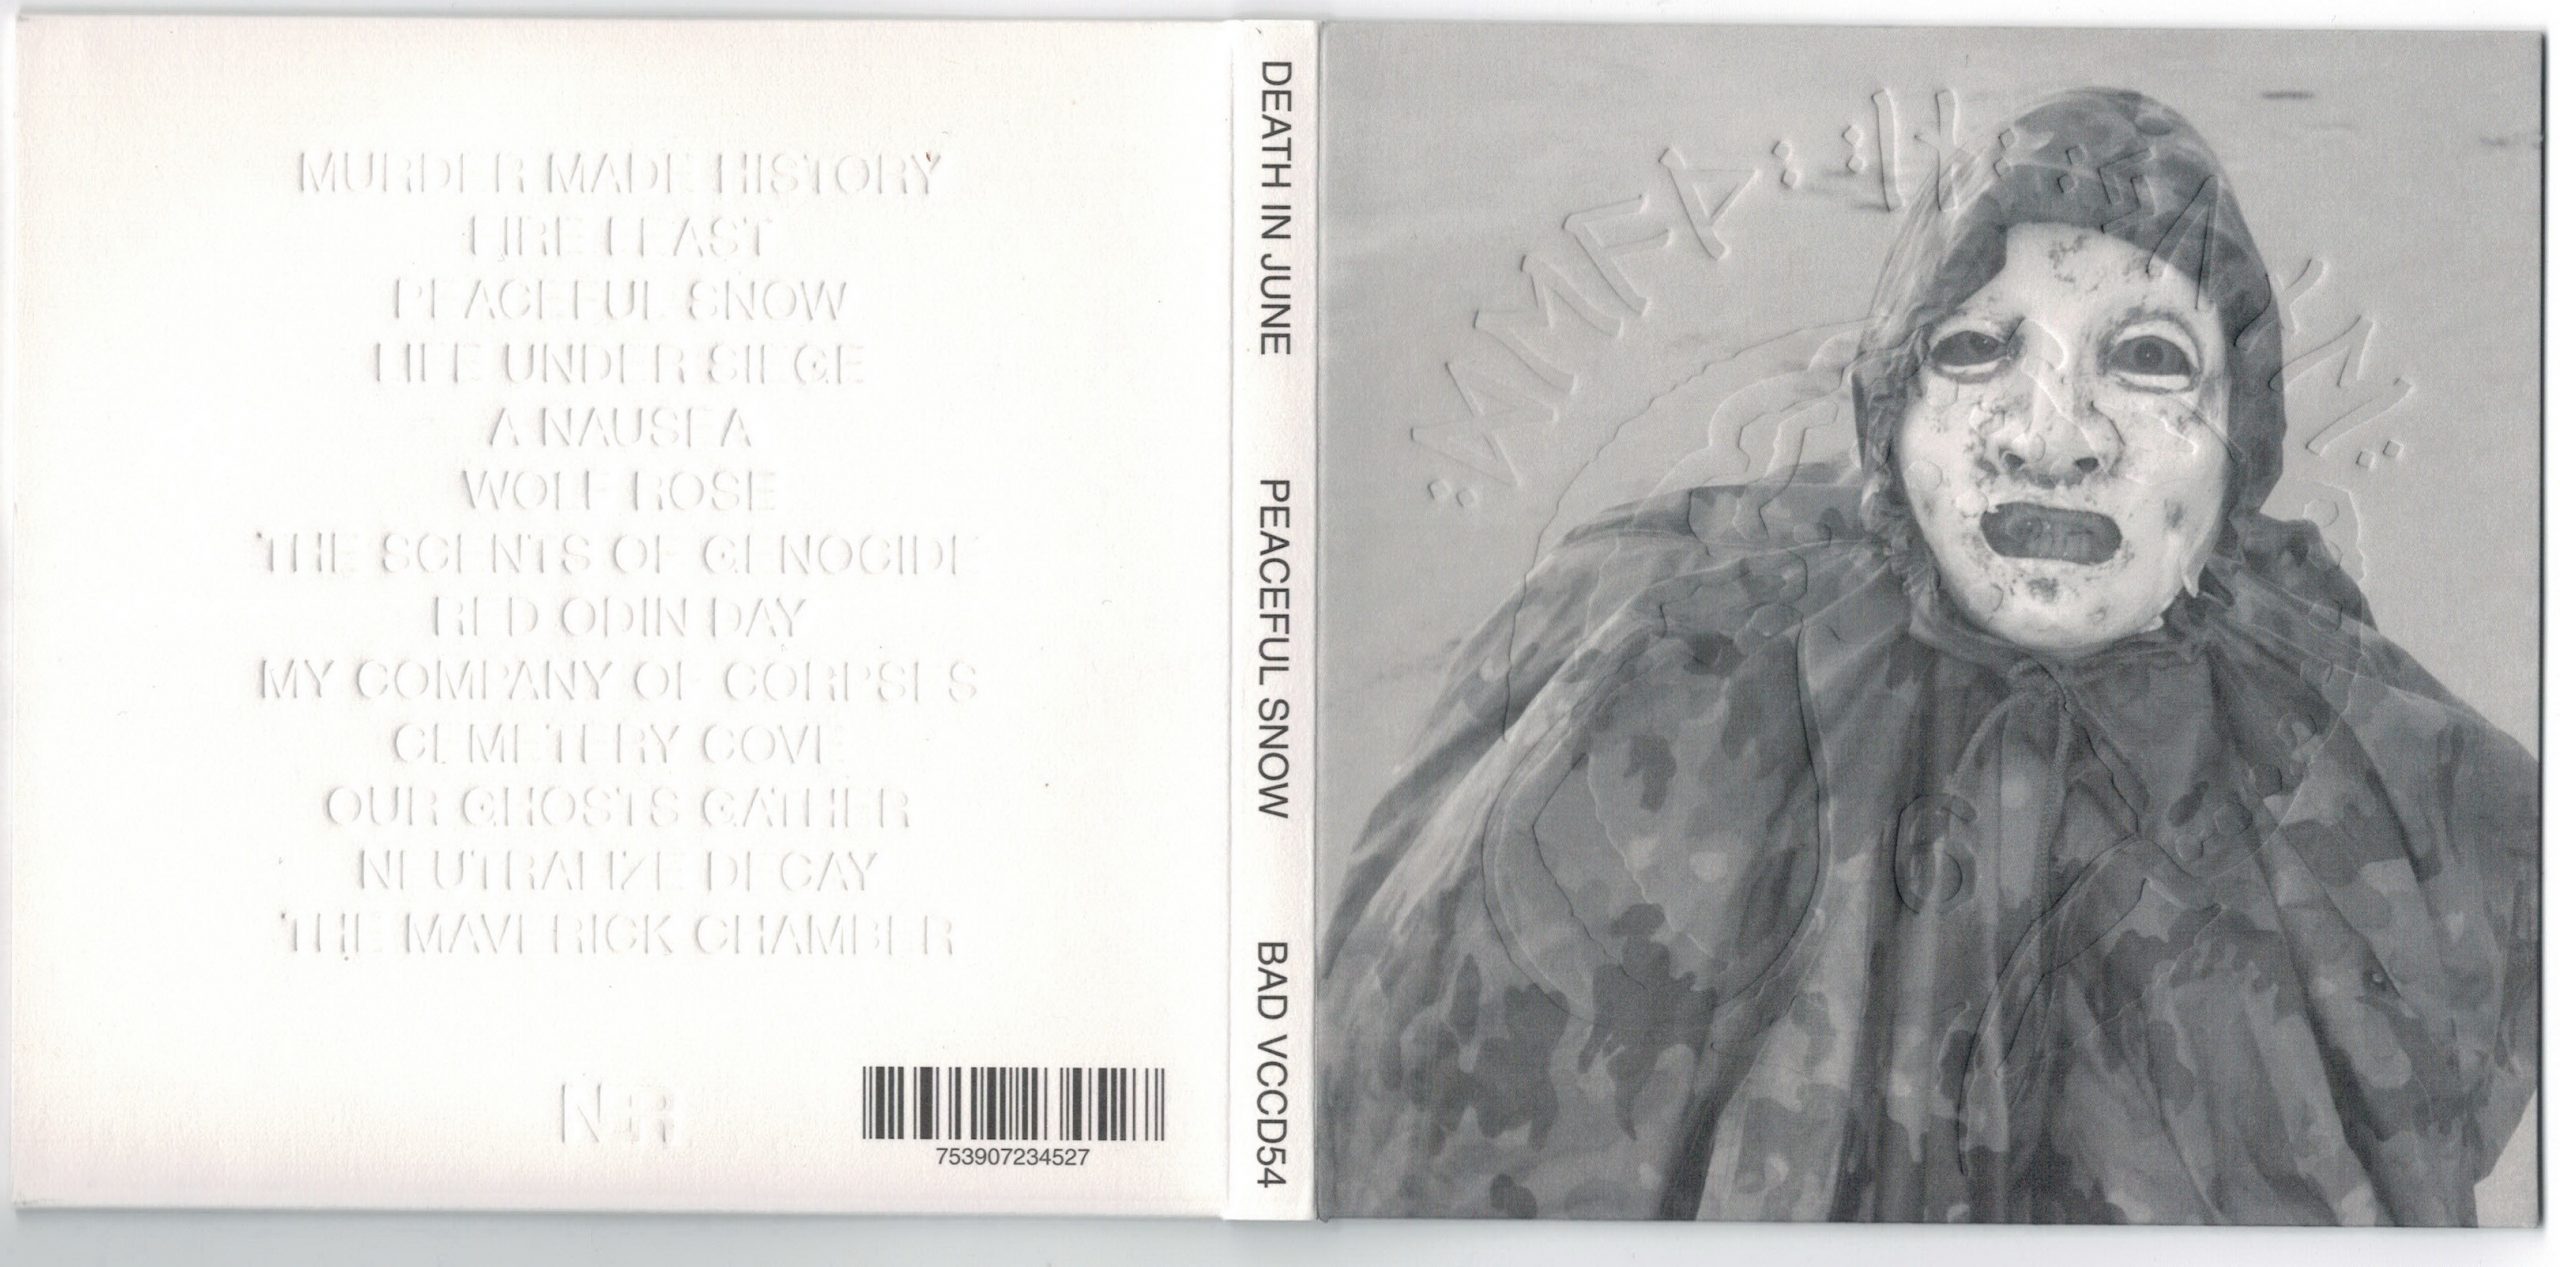 MURDER MADE HISTORY
FIRE FEAST
PEACEFUL SNOW
LIFE UNDER SIEGE
A NAUSEA
WOLF ROSE
THE SCENTS OF GENOCIDE
RED ODIN DAY
MY COMPANY OF CORPSES
CEMETERY COVE
OUR GHOSTS GATHER
NEUTRALIZE DECAY
THE MAVERICK CHAMBER
NER
753907234527
DEATH IN JUNE PEACEFUL SNOW BAD VCCD54
6